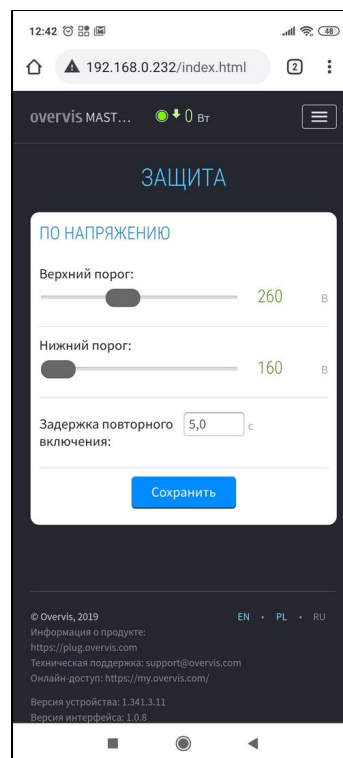 12:42
48
192.168.0.232/index.html
2
overvis MAST... 0 Вт
ЗАЩИТА
ПО НАПРЯЖЕНИЮ
Верхний порог:
260 В
Нижний порог:
160 В
Задержка повторного 5,0 с
включения:
Сохранить
© Overvis, 2019 EN • PL • RU
Информация о продукте:
https://plug.overvis.com
Техническая поддержка: support@overvis.com
Онлайн-доступ: https://my.overvis.com/
Версия устройства: 1.341.3.11
Версия интерфейса: 1.0.8